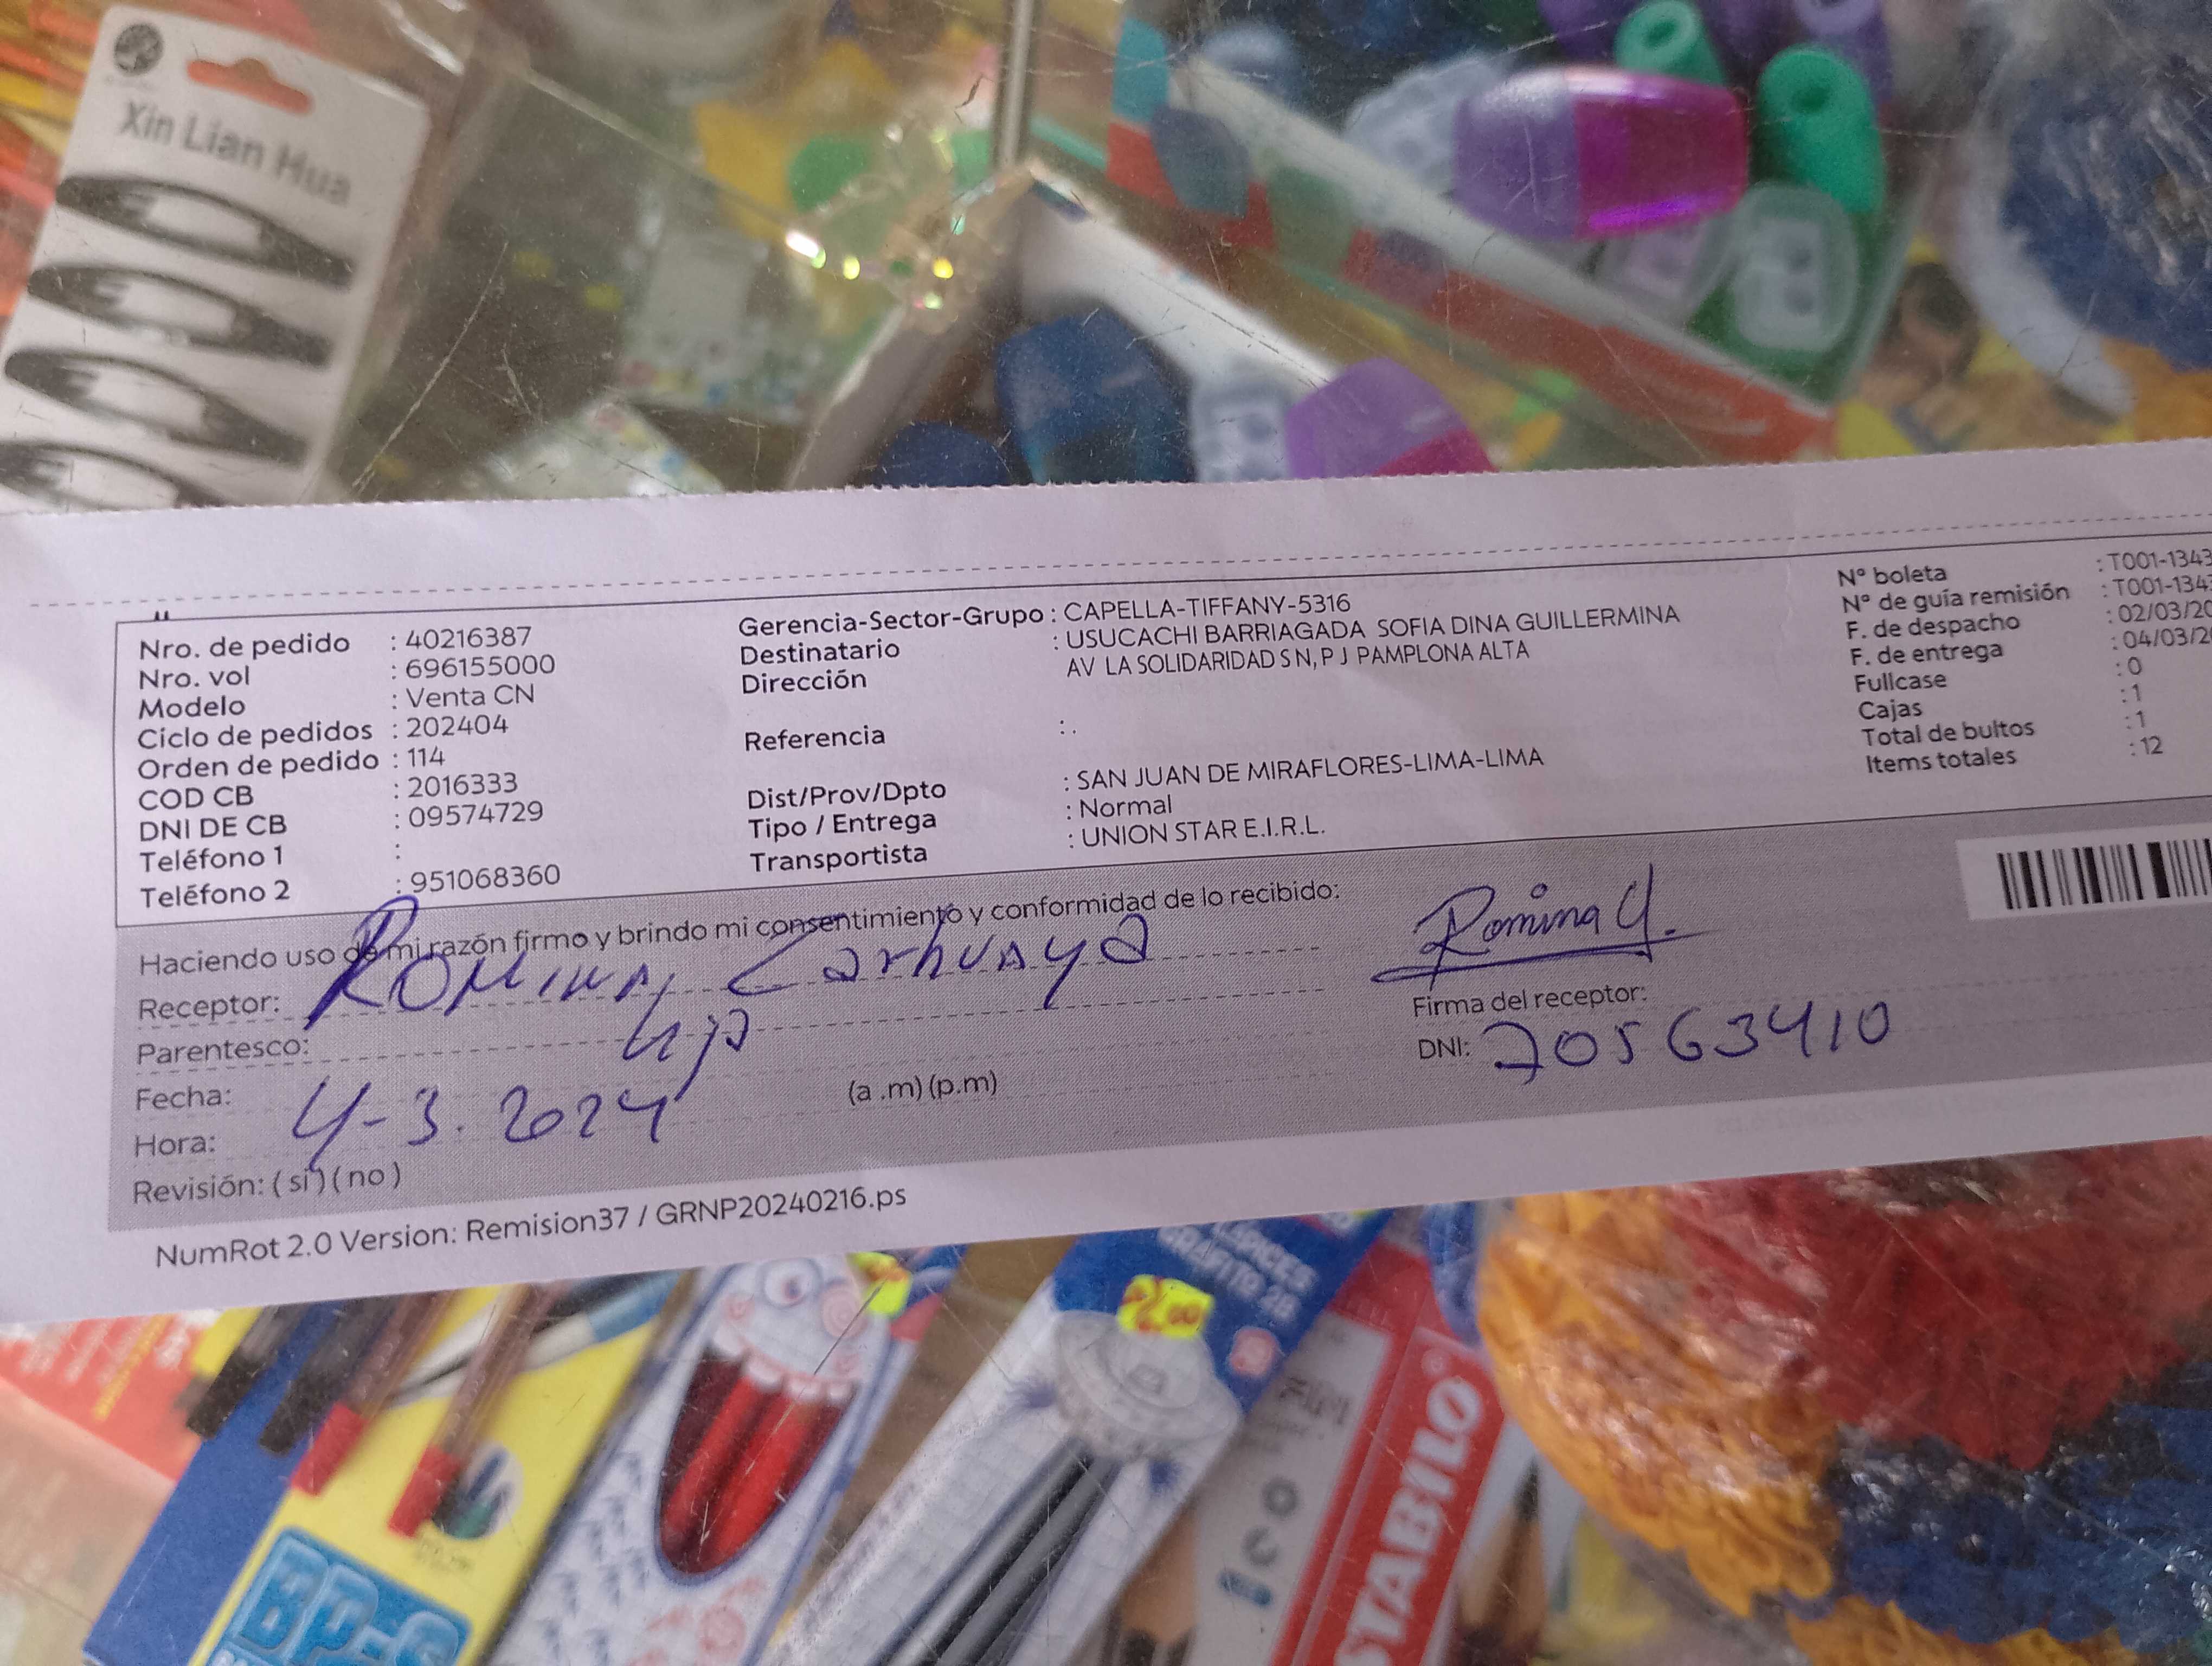 Xin Lian Hua
Nro. de pedido : 40216387
Nro. vol : 696155000
Modelo : Venta CN
Ciclo de pedidos : 202404
Orden de pedido : 114
COD CB : 2016333
DNI DE CB : 09574729
Teléfono 1 :
Teléfono 2 : 951068360
Gerencia-Sector-Grupo : CAPELLA-TIFFANY-5316
Destinatario : USUCACHI BARRIAGADA SOFIA DINA GUILLERMINA
Dirección AV LA SOLIDARIDAD S N, P J PAMPLONA ALTA
Referencia : .
Dist/Prov/Dpto : SAN JUAN DE MIRAFLORES-LIMA-LIMA
Tipo / Entrega : Normal
Transportista : UNION STAR E.I.R.L.
N° boleta : T001-1343
N° de guía remisión : T001-134
F. de despacho : 02/03/20
F. de entrega : 04/03/2
Fullcase : 0
Cajas : 1
Total de bultos : 1
Items totales : 12
Haciendo uso de mi razón firmo y brindo mi consentimiento y conformidad de lo recibido:
Receptor: Romina Carhuaya
Parentesco: hija
Fecha: 4-3.2024
Hora: (a .m) (p.m)
Revisión: ( si ) ( no )
Romina Y.
Firma del receptor:
DNI: 70563410
NumRot 2.0 Version: Remision37 / GRNP20240216.ps
LAPICES
GRAFITO 2B
2.00
STABILO